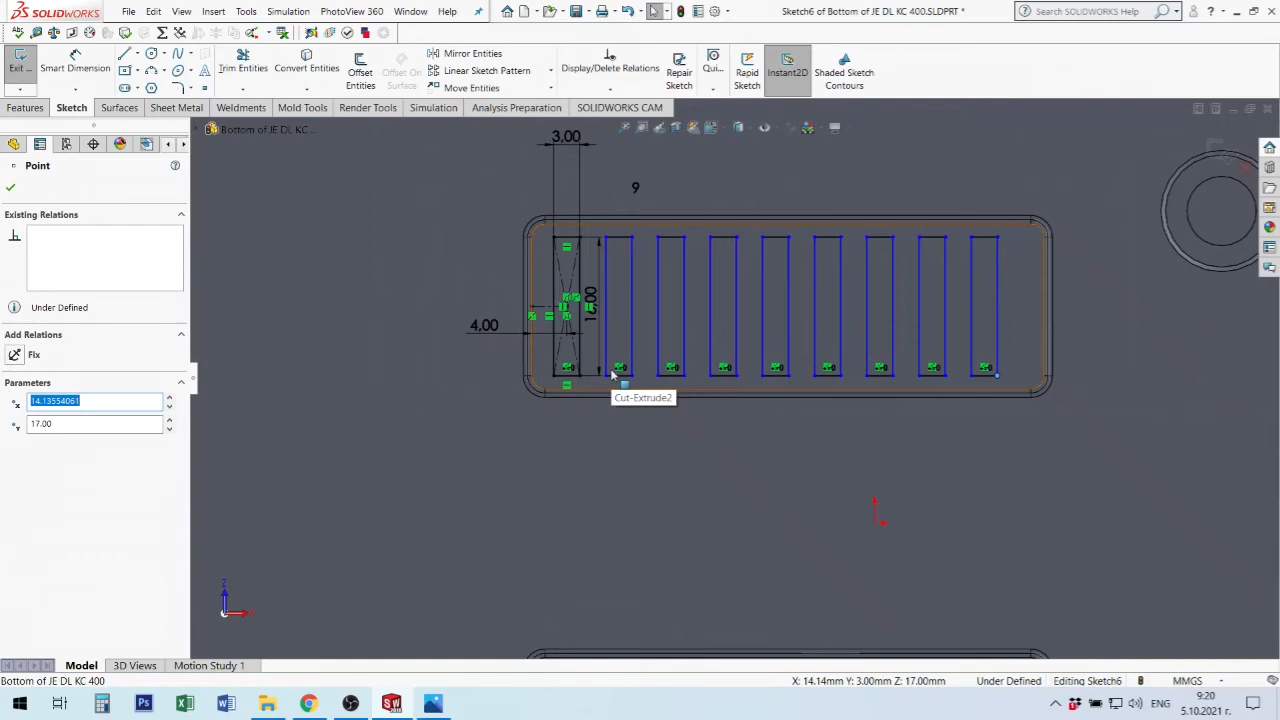 SOLIDWORKS File Edit View Insert Tools Simulation PhotoView 360 Window Help Sketch6 of Bottom of JE DL KC 400.SLDPRT * Search SOLIDWORKS Help
Mirror Entities
Exit ... Smart Dimension Trim Entities Convert Entities Offset Entities Offset On Surface Linear Sketch Pattern Display/Delete Relations Repair Sketch Qui... Rapid Sketch Instant2D Shaded Sketch Contours
Move Entities
Features Sketch Surfaces Sheet Metal Weldments Mold Tools Render Tools Simulation Analysis Preparation SOLIDWORKS CAM
Bottom of JE DL KC ...
3,00
Point
9
Existing Relations
4,00
Under Defined
Add Relations
Fix
Parameters
14.13554061
Cut-Extrude2
17.00
Z
Model 3D Views Motion Study 1
Bottom of JE DL KC 400 X: 14.14mm Y: 3.00mm Z: 17.00mm Under Defined Editing Sketch6 MMGS
9:20
ENG
5.10.2021 г.